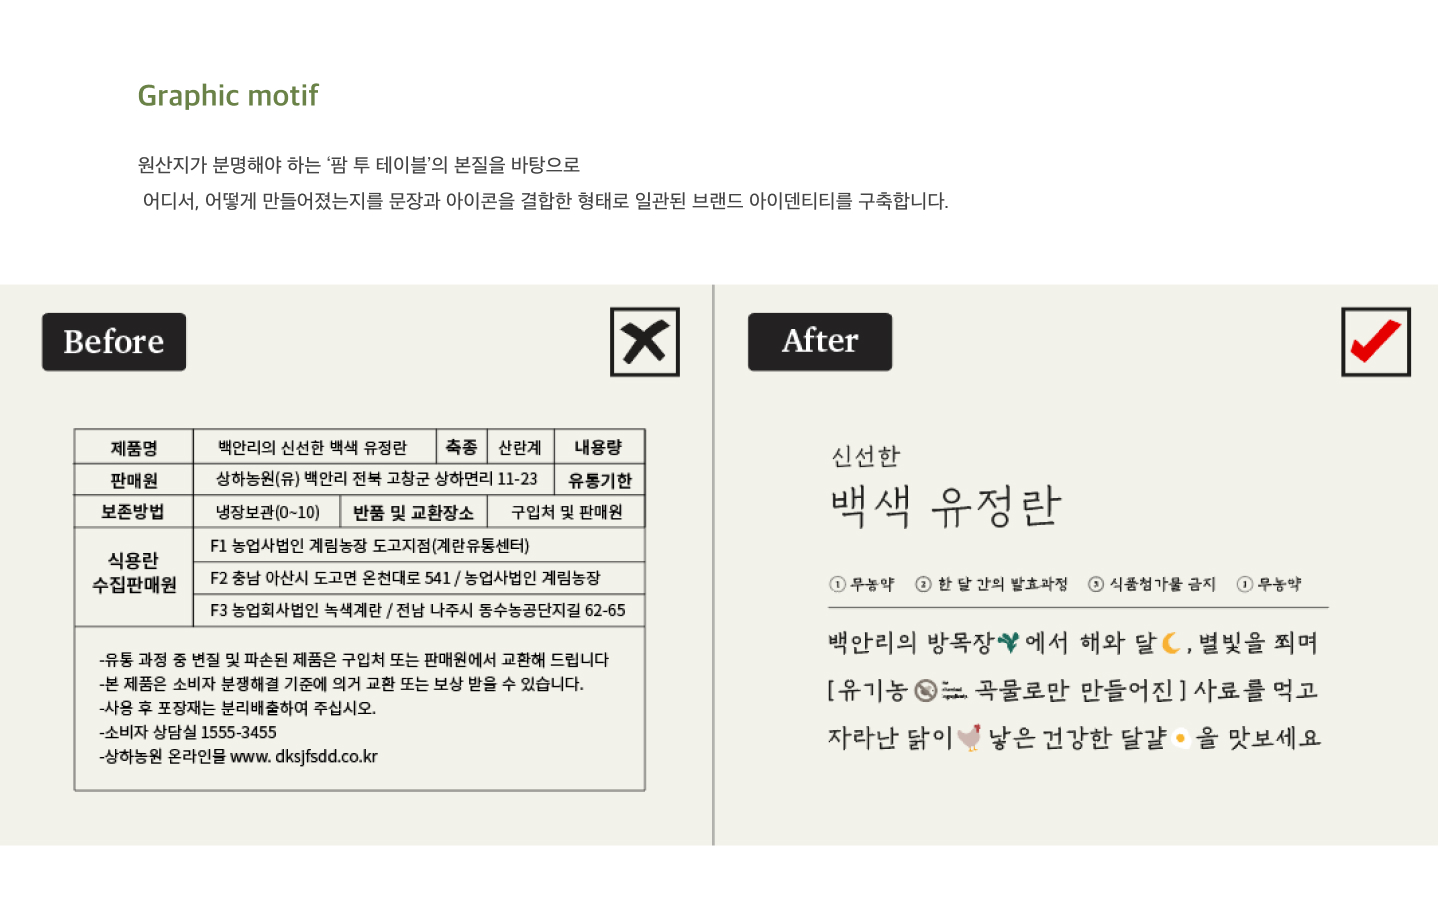 Graphic motif
원산지가 분명해야 하는 ‘팜 투 테이블’의 본질을 바탕으로
어디서, 어떻게 만들어졌는지를 문장과 아이콘을 결합한 형태로 일관된 브랜드 아이덴티티를 구축합니다.
Before
제품명 백안리의 신선한 백색 유정란 축종 산란계 내용량
판매원 상하농원(유) 백안리 전북 고창군 상하면리 11-23 유통기한
보존방법 냉장보관(0~10) 반품 및 교환장소 구입처 및 판매원
식용란
수집판매원
F1 농업사법인 계림농장 도고지점(계란유통센터)
F2 충남 아산시 도고면 온천대로 541 / 농업사법인 계림농장
F3 농업회사법인 녹색계란 / 전남 나주시 동수농공단지길 62-65
-유통 과정 중 변질 및 파손된 제품은 구입처 또는 판매원에서 교환해 드립니다
-본 제품은 소비자 분쟁해결 기준에 의거 교환 또는 보상 받을 수 있습니다.
-사용 후 포장재는 분리배출하여 주십시오.
-소비자 상담실 1555-3455
-상하농원 온라인몰 www. dksjfsdd.co.kr
After
신선한
백색 유정란
① 무농약 ② 한 달 간의 발효과정 ③ 식품첨가물 금지 ① 무농약
백안리의 방목장에서 해와 달, 별빛을 쬐며
[유기농 곡물로만 만들어진] 사료를 먹고
자라난 닭이 낳은 건강한 달걀을 맛보세요